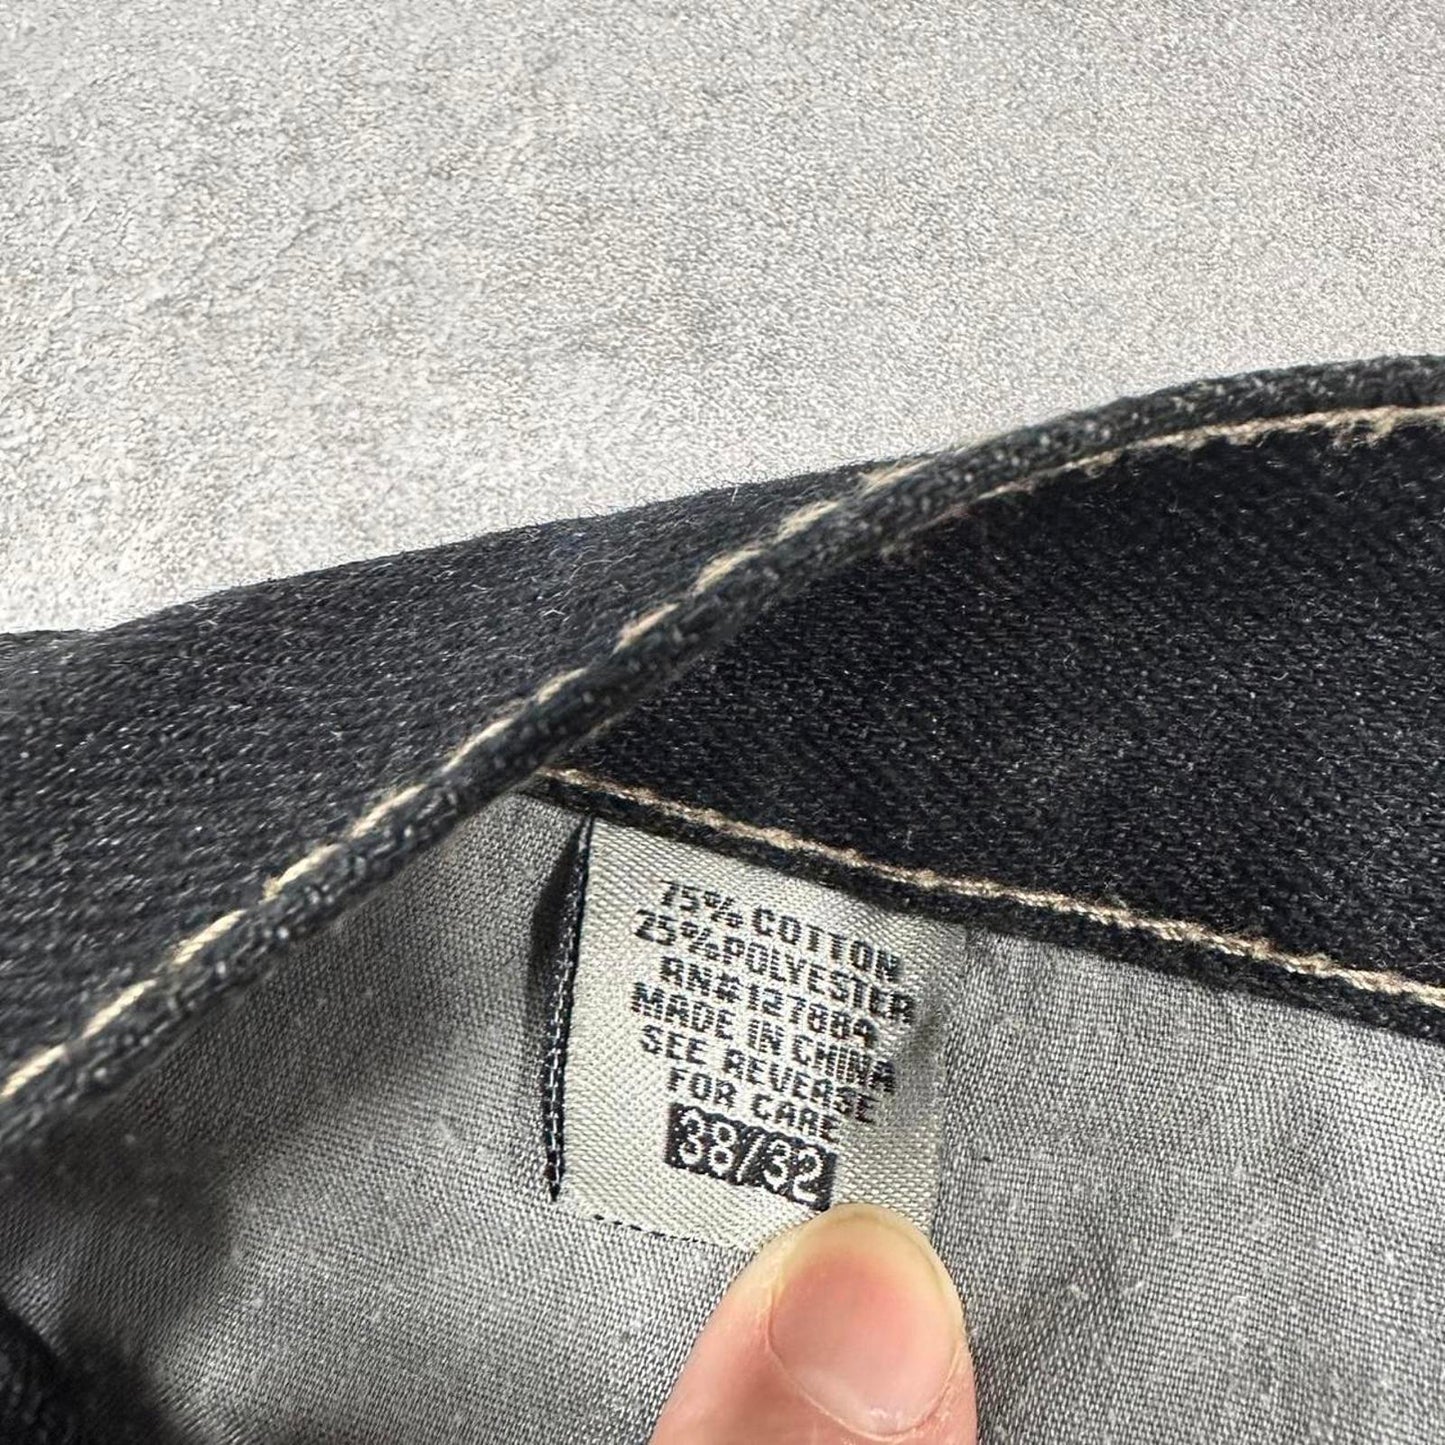 75% COTTON
25% POLYESTER
RN# 127884
MADE IN CHINA
SEE REVERSE
FOR CARE
38/32